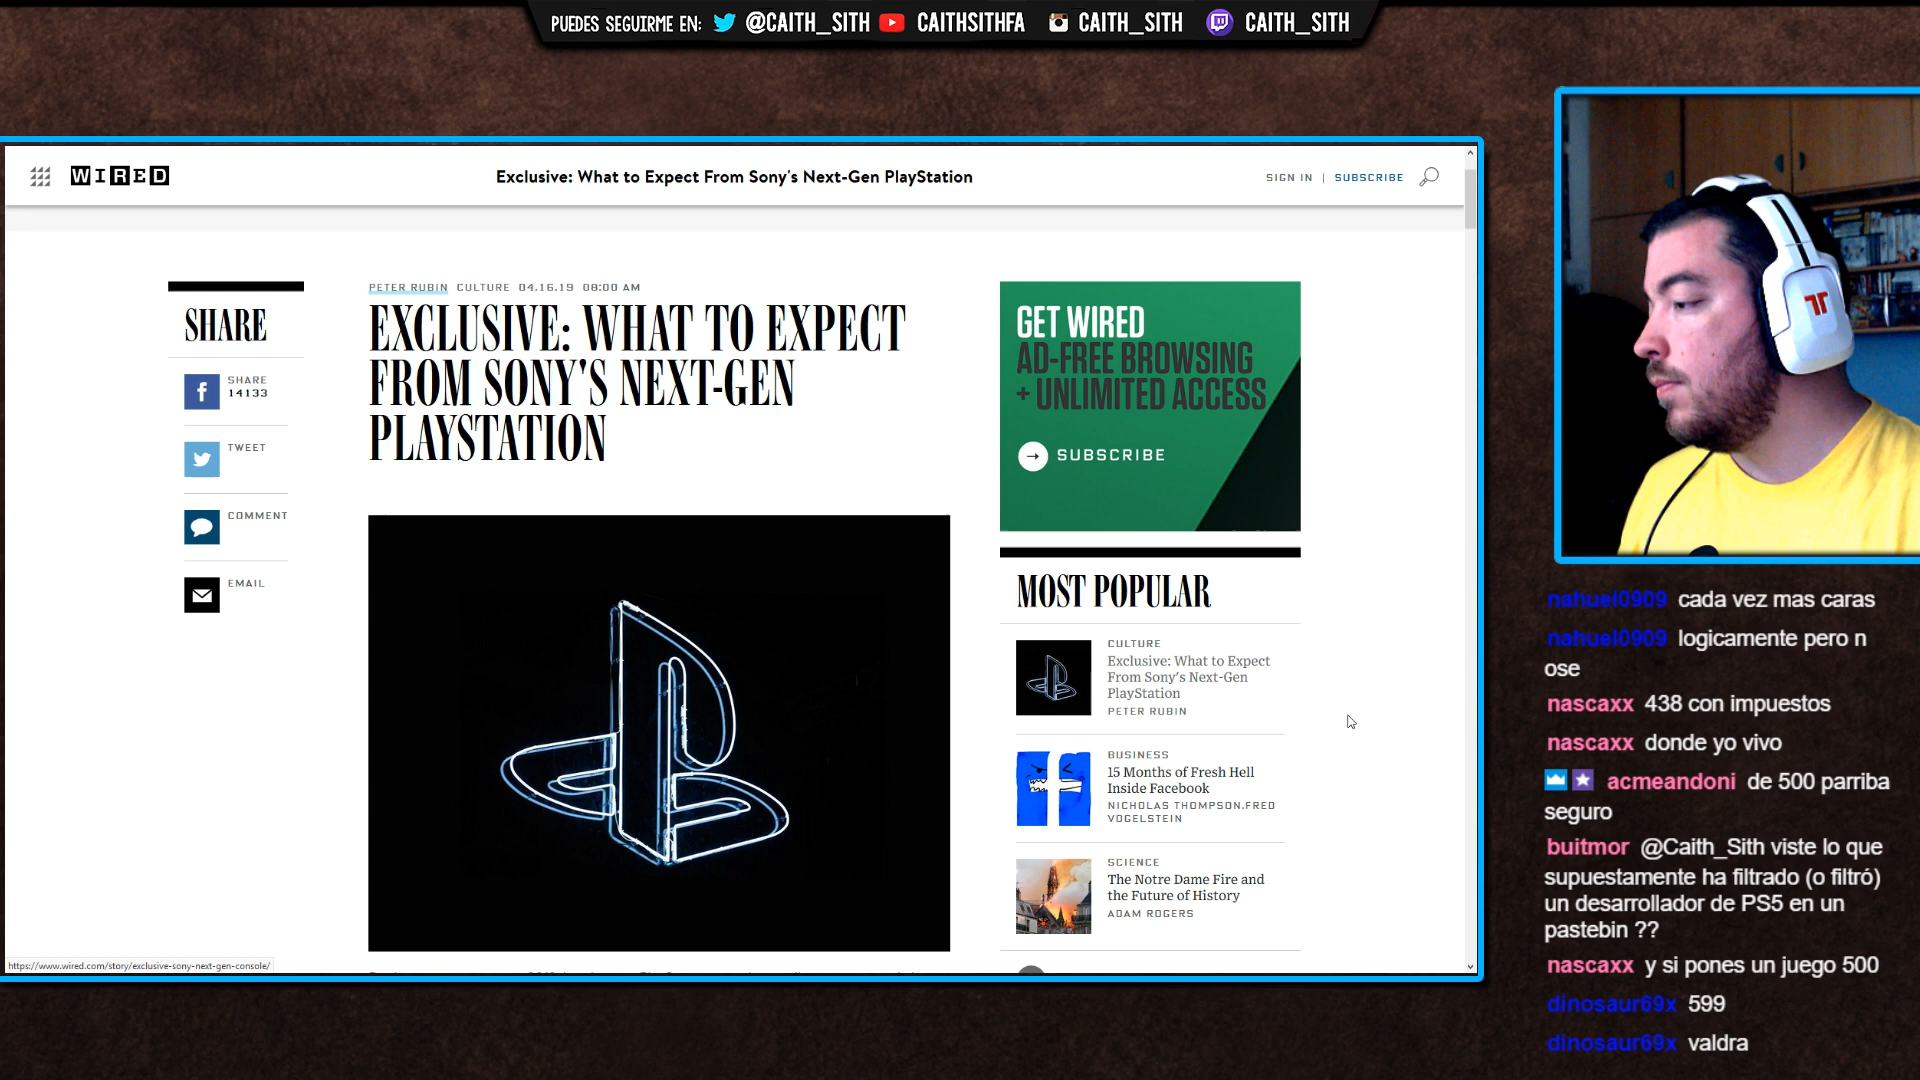 PUEDES SEGUIRME EN: @CAITH_SITH CAITHSITHFA CAITH_SITH CAITH_SITH
WIRED
Exclusive: What to Expect From Sony's Next-Gen PlayStation
SIGN IN | SUBSCRIBE
SHARE
SHARE
14133
TWEET
COMMENT
EMAIL
PETER RUBIN CULTURE 04.16.19 08:00 AM
EXCLUSIVE: WHAT TO EXPECT
FROM SONY'S NEXT-GEN
PLAYSTATION
GET WIRED
AD-FREE BROWSING
+ UNLIMITED ACCESS
SUBSCRIBE
MOST POPULAR
CULTURE
Exclusive: What to Expect
From Sony's Next-Gen
PlayStation
PETER RUBIN
BUSINESS
15 Months of Fresh Hell
Inside Facebook
NICHOLAS THOMPSON,FRED
VOGELSTEIN
SCIENCE
The Notre Dame Fire and
the Future of History
ADAM ROGERS
https://www.wired.com/story/exclusive-sony-next-gen-console/
nahuel0909 cada vez mas caras
nahuel0909 logicamente pero n
ose
nascaxx 438 con impuestos
nascaxx donde yo vivo
acmeandoni de 500 parriba
seguro
buitmor @Caith_Sith viste lo que
supuestamente ha filtrado (o filtró)
un desarrollador de PS5 en un
pastebin ??
nascaxx y si pones un juego 500
dinosaur69x 599
dinosaur69x valdra